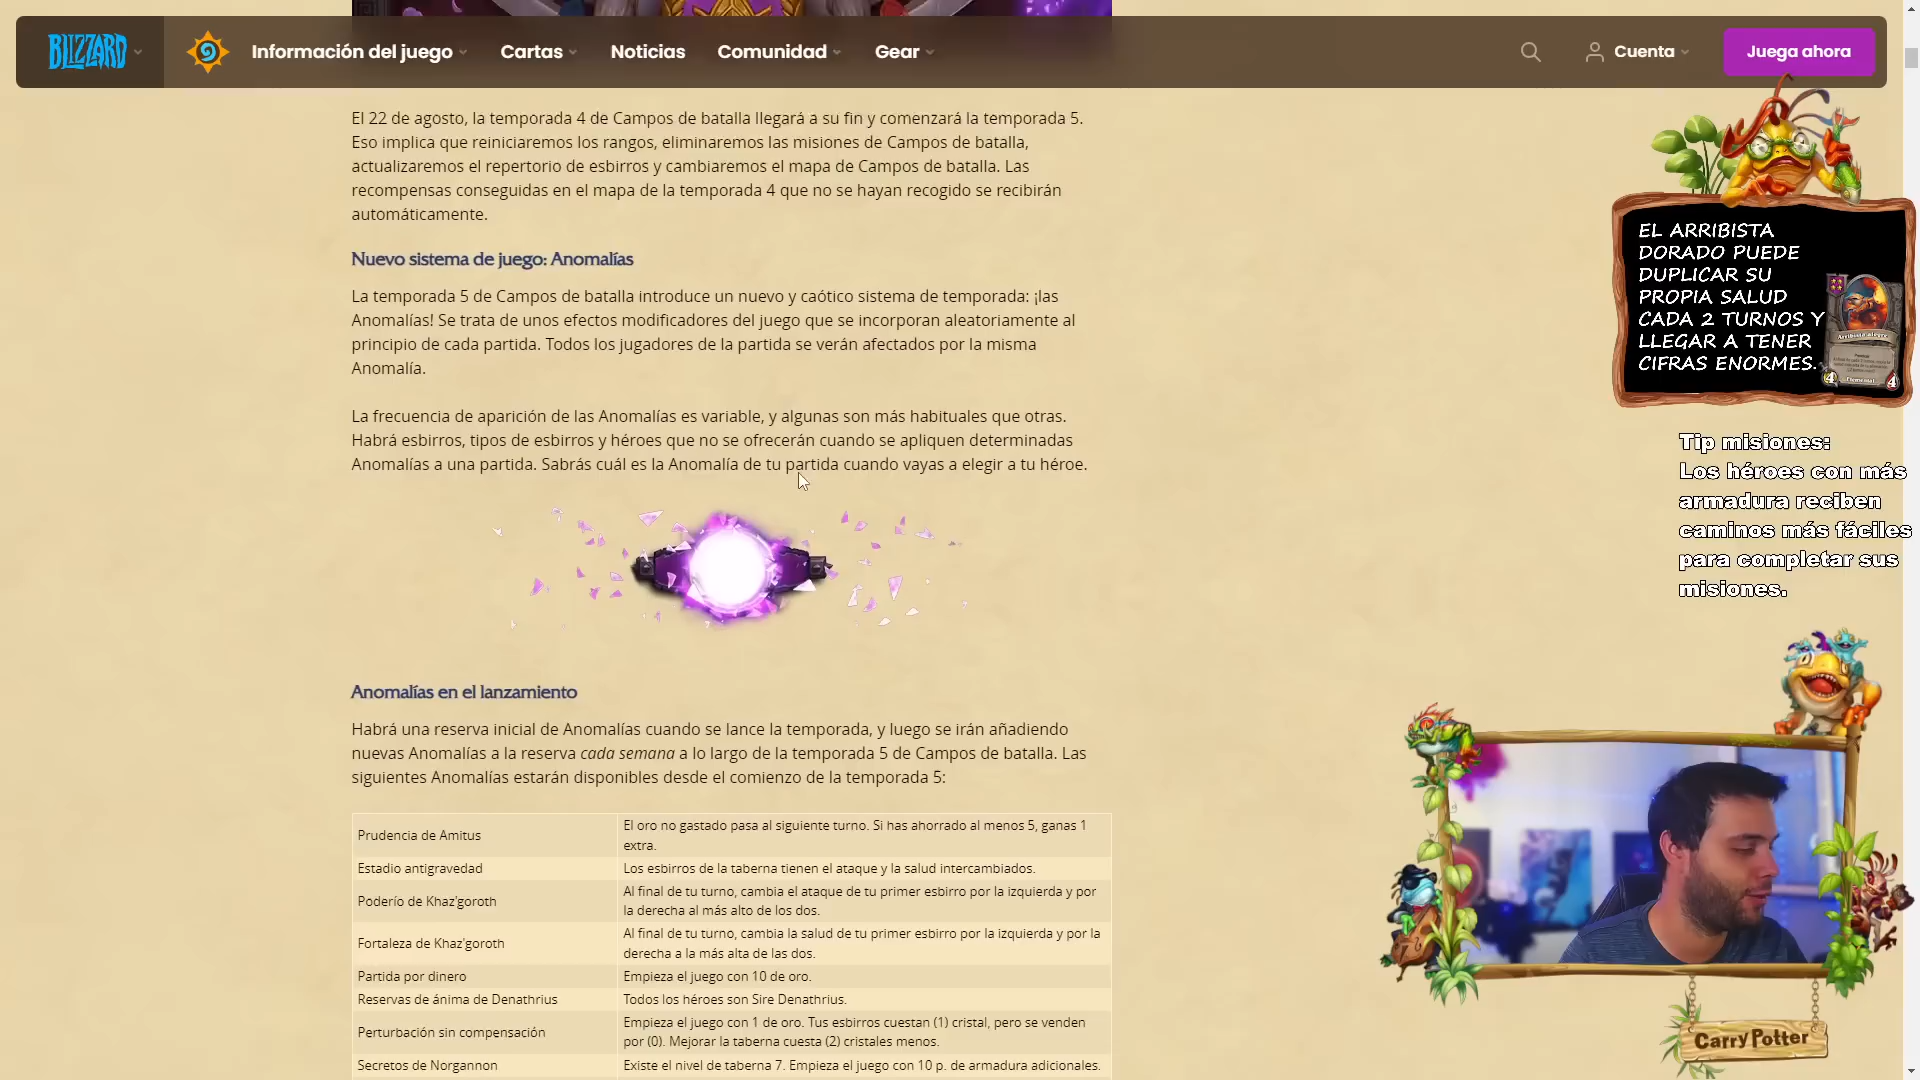 BLIZZARD
Información del juego
Cartas
Noticias
Comunidad
Gear
Cuenta
Juega ahora
El 22 de agosto, la temporada 4 de Campos de batalla llegará a su fin y comenzará la temporada 5.
Eso implica que reiniciaremos los rangos, eliminaremos las misiones de Campos de batalla,
actualizaremos el repertorio de esbirros y cambiaremos el mapa de Campos de batalla. Las
recompensas conseguidas en el mapa de la temporada 4 que no se hayan recogido se recibirán
automáticamente.
Nuevo sistema de juego: Anomalías
La temporada 5 de Campos de batalla introduce un nuevo y caótico sistema de temporada: ¡las
Anomalías! Se trata de unos efectos modificadores del juego que se incorporan aleatoriamente al
principio de cada partida. Todos los jugadores de la partida se verán afectados por la misma
Anomalía.
La frecuencia de aparición de las Anomalías es variable, y algunas son más habituales que otras.
Habrá esbirros, tipos de esbirros y héroes que no se ofrecerán cuando se apliquen determinadas
Anomalías a una partida. Sabrás cuál es la Anomalía de tu partida cuando vayas a elegir a tu héroe.
Anomalías en el lanzamiento
Habrá una reserva inicial de Anomalías cuando se lance la temporada, y luego se irán añadiendo
nuevas Anomalías a la reserva cada semana a lo largo de la temporada 5 de Campos de batalla. Las
siguientes Anomalías estarán disponibles desde el comienzo de la temporada 5:
Prudencia de Amitus
El oro no gastado pasa al siguiente turno. Si has ahorrado al menos 5, ganas 1
extra.
Estadio antigravedad
Los esbirros de la taberna tienen el ataque y la salud intercambiados.
Poderío de Khaz'goroth
Al final de tu turno, cambia el ataque de tu primer esbirro por la izquierda y por
la derecha al más alto de los dos.
Fortaleza de Khaz'goroth
Al final de tu turno, cambia la salud de tu primer esbirro por la izquierda y por la
derecha a la más alta de las dos.
Partida por dinero
Empieza el juego con 10 de oro.
Reservas de ánima de Denathrius
Todos los héroes son Sire Denathrius.
Perturbación sin compensación
Empieza el juego con 1 de oro. Tus esbirros cuestan (1) cristal, pero se venden
por (0). Mejorar la taberna cuesta (2) cristales menos.
Secretos de Norgannon
Existe el nivel de taberna 7. Empieza el juego con 10 p. de armadura adicionales.
EL ARRIBISTA
DORADO PUEDE
DUPLICAR SU
PROPIA SALUD
CADA 2 TURNOS Y
LLEGAR A TENER
CIFRAS ENORMES.
4
4
Tip misiones:
Los héroes con más
armadura reciben
caminos más fáciles
para completar sus
misiones.
CarryPotter